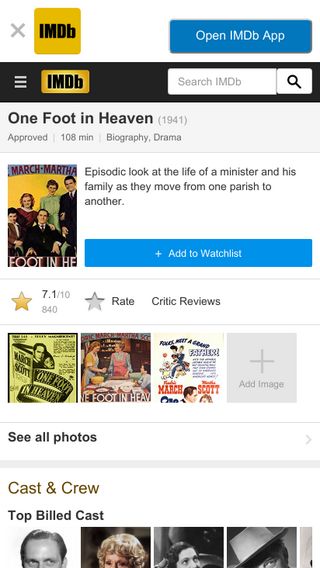 IMDb
Open IMDb App
IMDb
Search IMDb
One Foot in Heaven (1941)
Approved | 108 min | Biography, Drama
MARCH-MARTHA
FOOT IN HE
Episodic look at the life of a minister and his
family as they move from one parish to
another.
+ Add to Watchlist
7.1/10
840
Rate
Critic Reviews
MARCH
SCOTT
ONE FOOT
IN HEAVEN
FOOT IN HEAVEN
FOLKS, MEET A GRAND
FATHER!
MARCH
SCOTT
Add Image
See all photos
Cast & Crew
Top Billed Cast